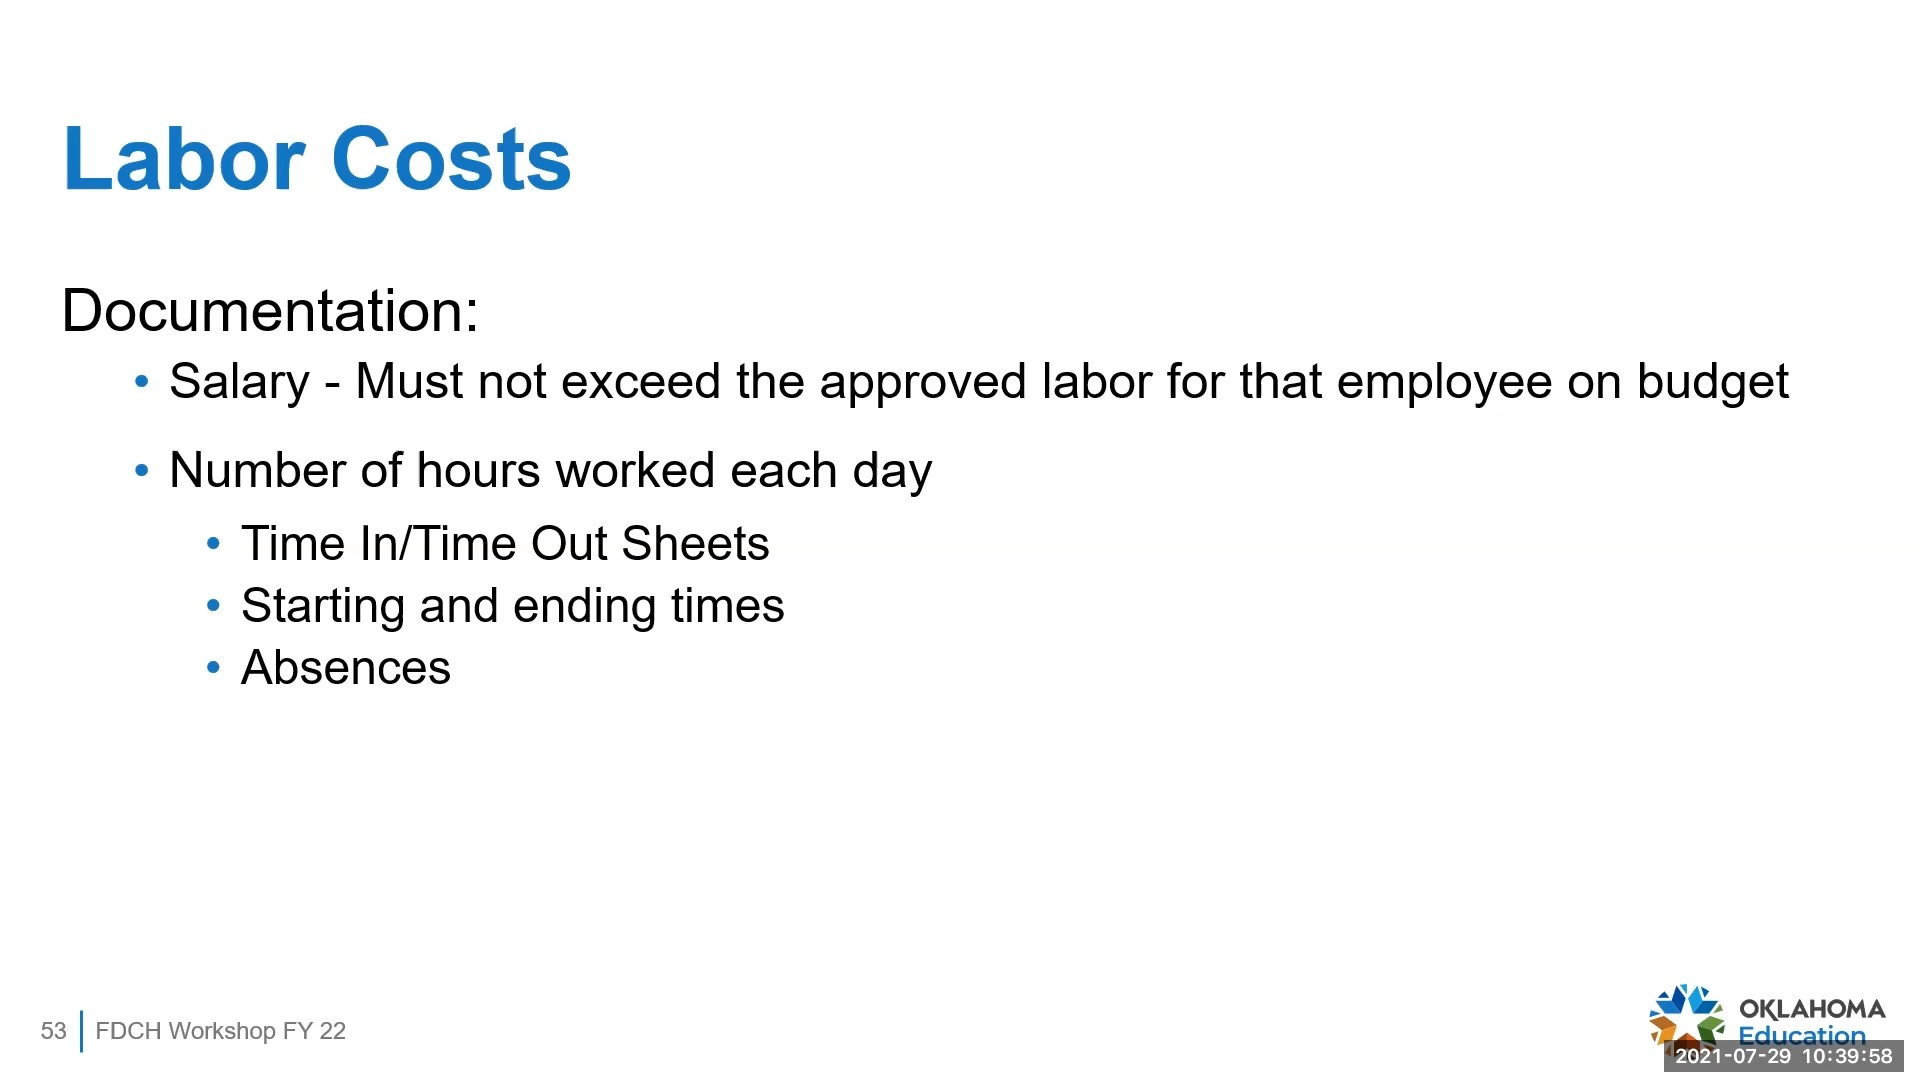 Labor Costs
Documentation:
• Salary - Must not exceed the approved labor for that employee on budget
• Number of hours worked each day
• Time In/Time Out Sheets
• Starting and ending times
• Absences
53
FDCH Workshop FY 22
OKLAHOMA
Education
2021-07-29 10:39:58